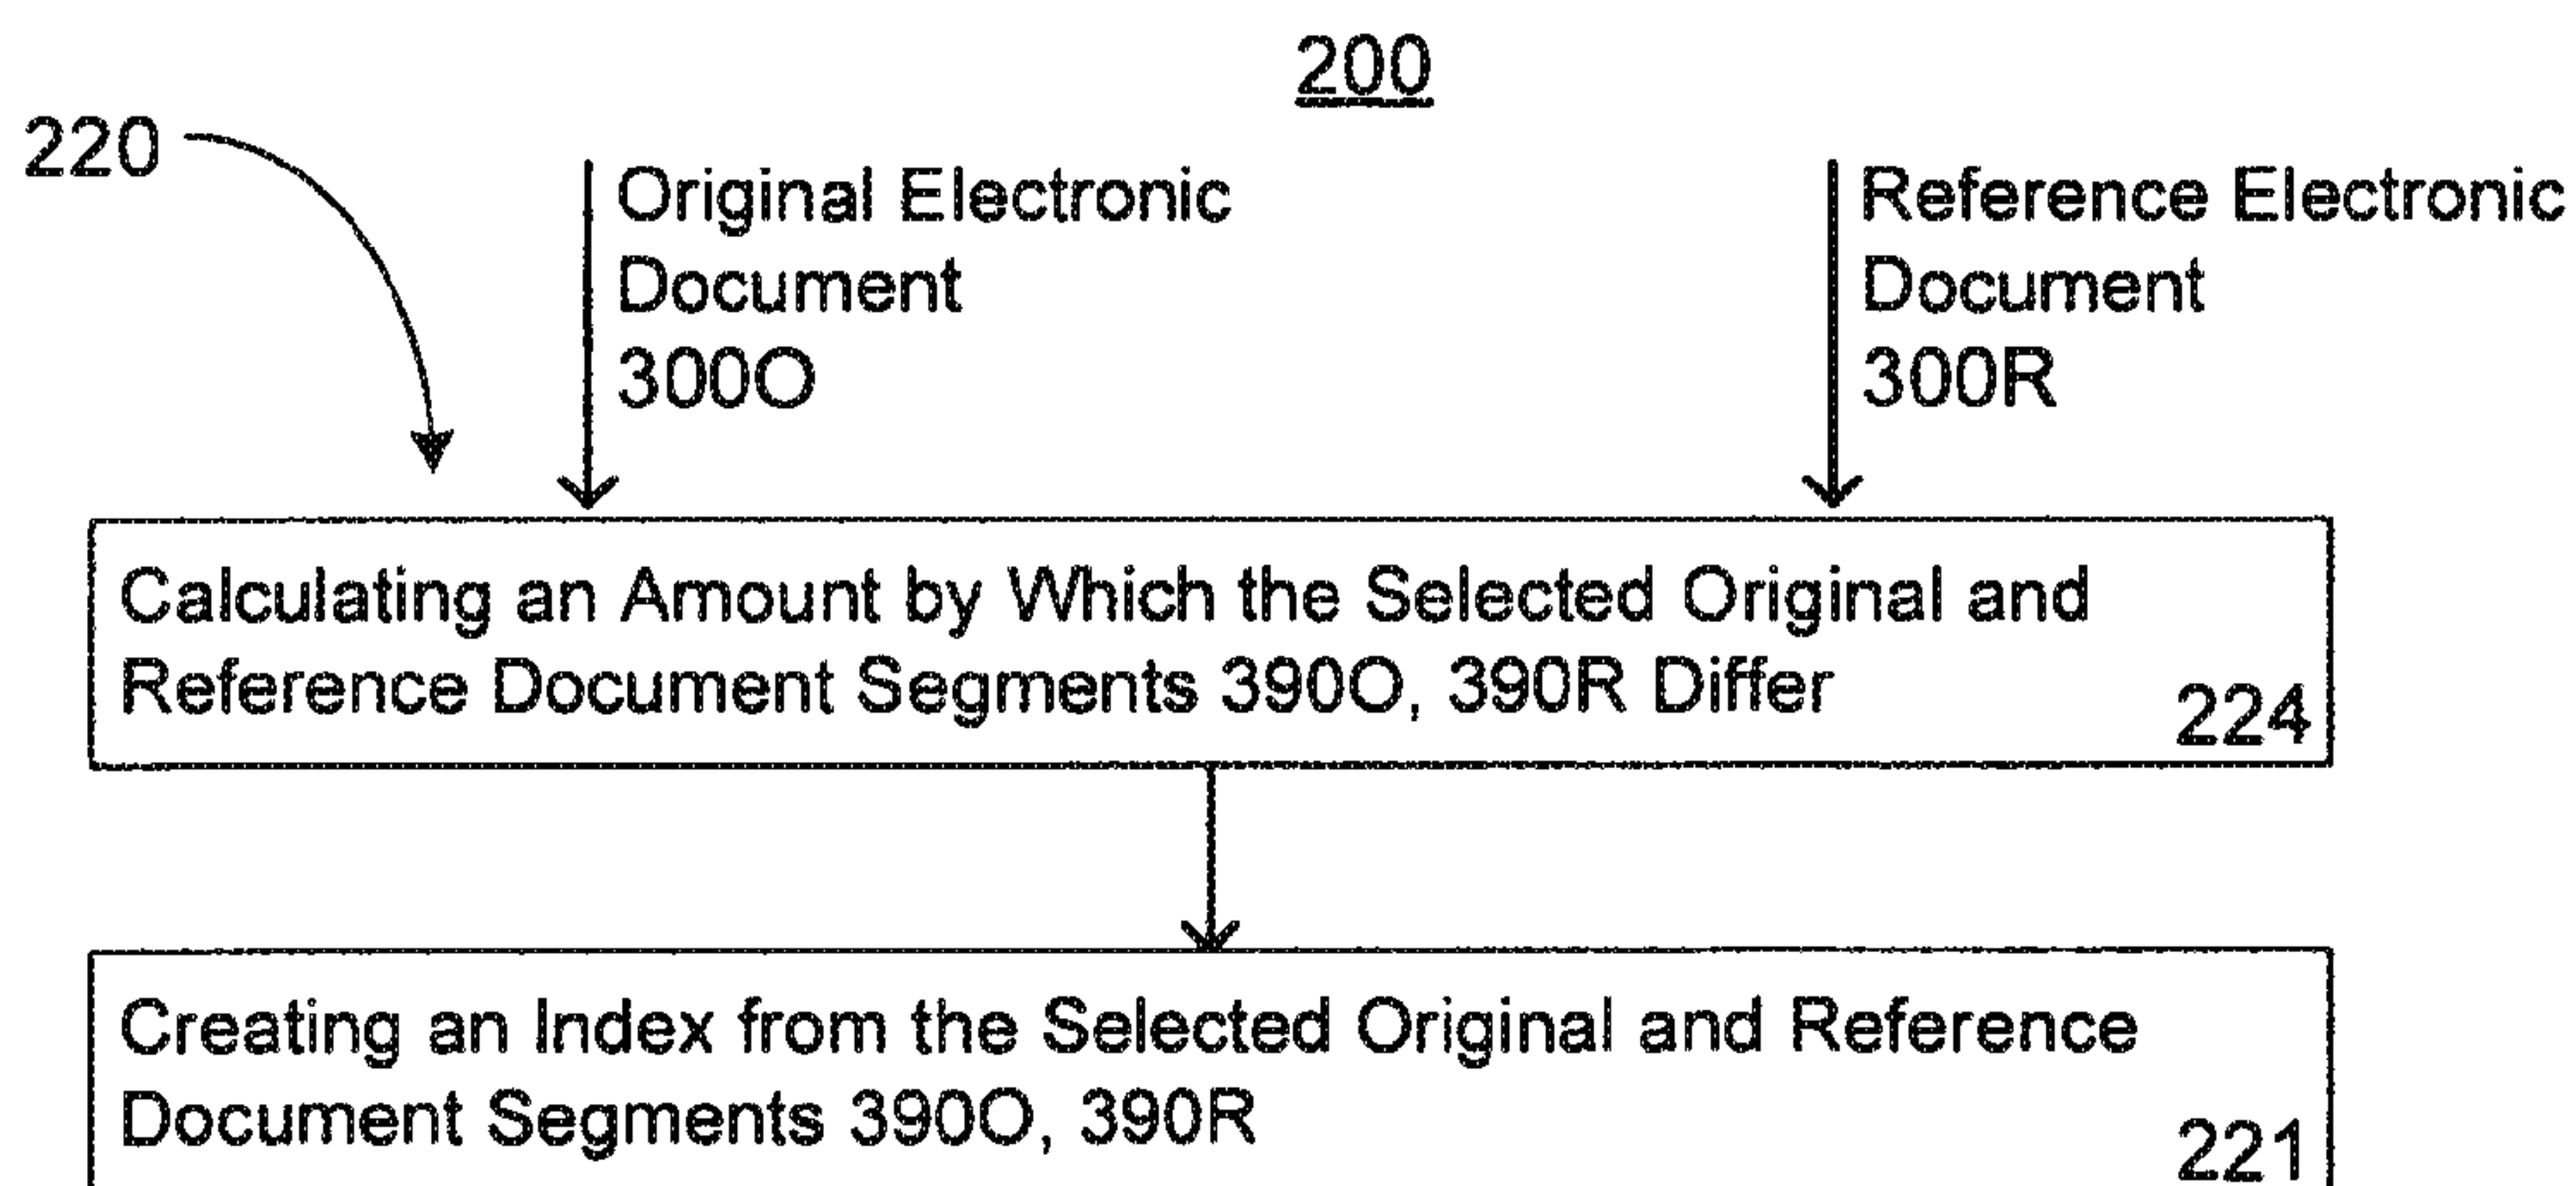 200
220
Original Electronic
Document
300O
Reference Electronic
Document
300R
Calculating an Amount by Which the Selected Original and
Reference Document Segments 390O, 390R Differ
224
Creating an Index from the Selected Original and Reference
Document Segments 390O, 390R
221